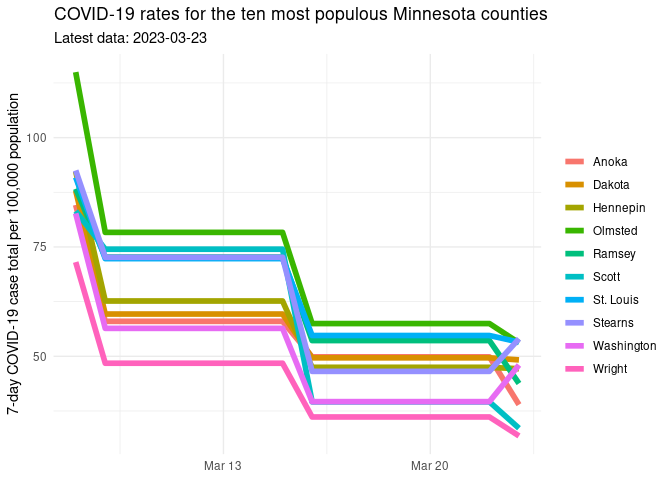 COVID-19 rates for the ten most populous Minnesota counties
Latest data: 2023-03-23
7-day COVID-19 case total per 100,000 population
100
75
50
Mar 13
Mar 20
Anoka
Dakota
Hennepin
Olmsted
Ramsey
Scott
St. Louis
Stearns
Washington
Wright